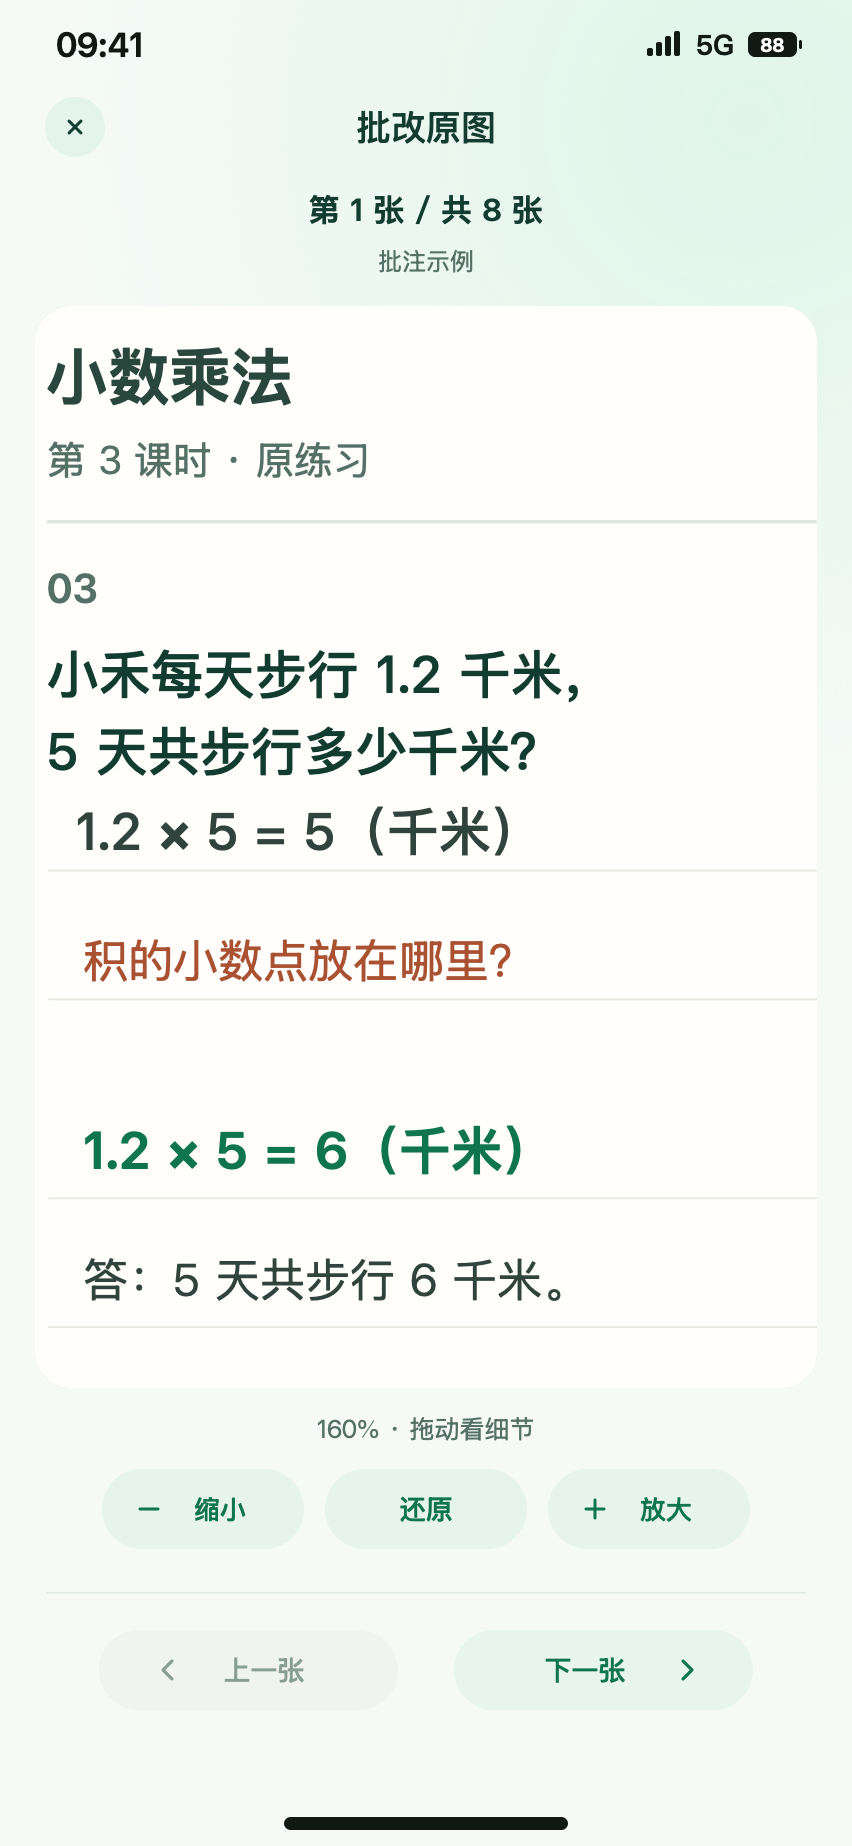 09:41
5G
88
批改原图
第 1 张 / 共 8 张
批注示例
小数乘法
第 3 课时 · 原练习
03
小禾每天步行 1.2 千米，
5 天共步行多少千米？
1.2 × 5 = 5（千米）
积的小数点放在哪里？
1.2 × 5 = 6（千米）
答：5 天共步行 6 千米。
160% · 拖动看细节
缩小
还原
放大
上一张
下一张